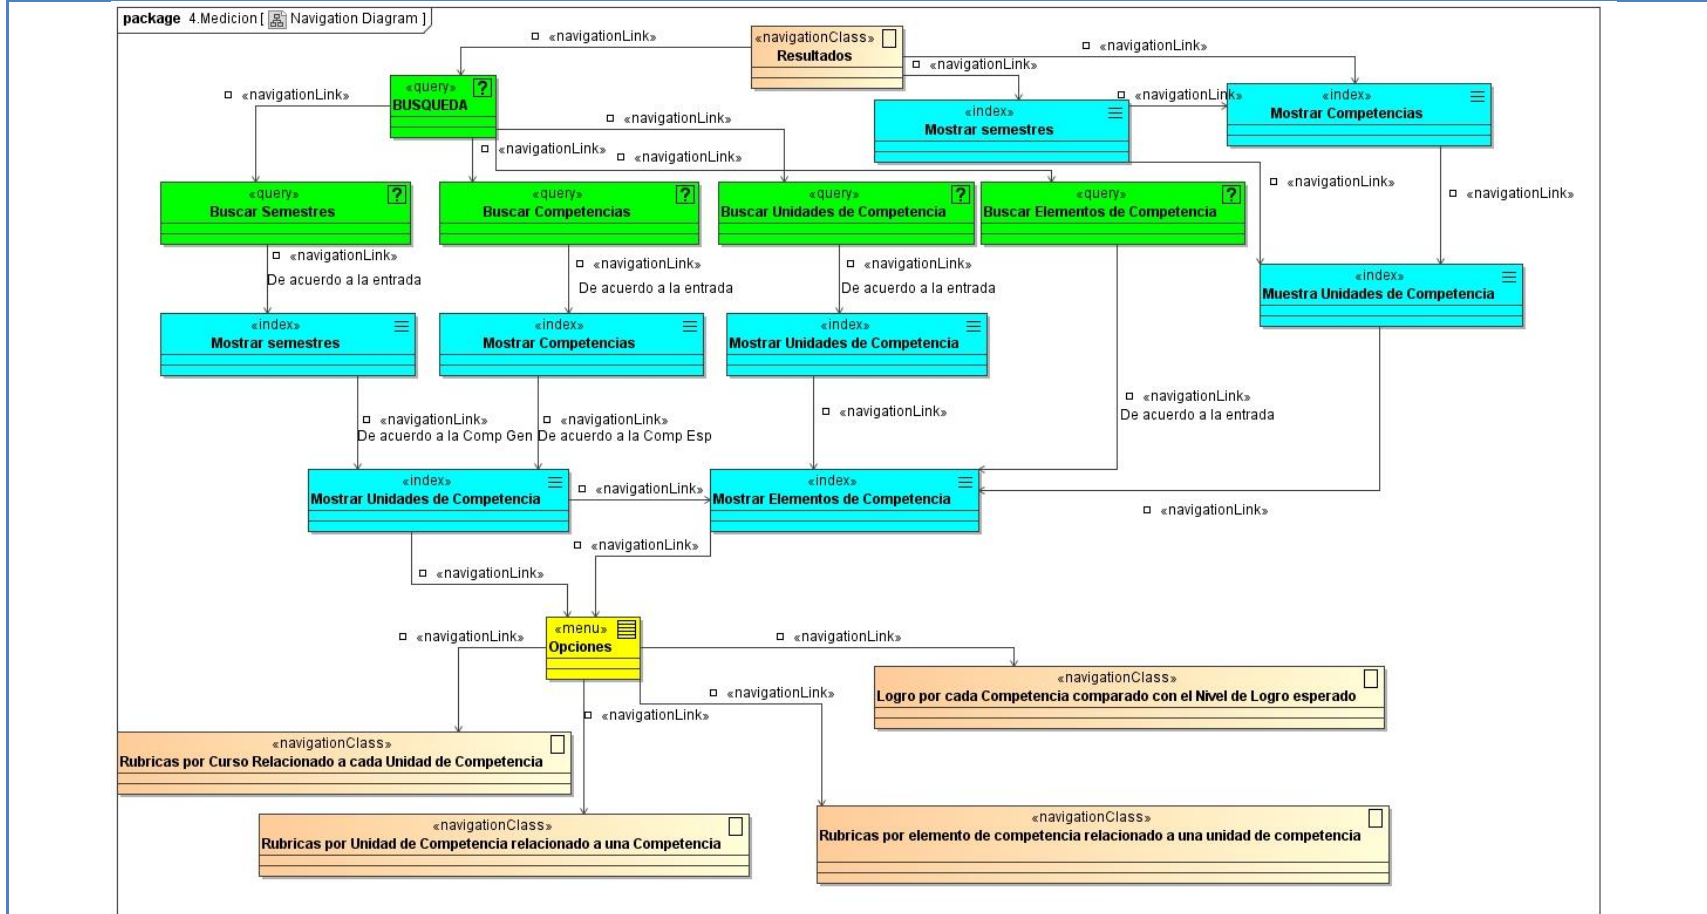 package 4.Medicion [ Navigation Diagram ]
«navigationLink»
«navigationClass»
Resultados
«navigationLink»
«navigationLink»
«query»
BUSQUEDA
«navigationLink»
«navigationLink»
«index»
Mostrar semestres
«navigationLink»
«index»
Mostrar Competencias
«navigationLink»
«navigationLink»
«navigationLink»
«navigationLink»
«query»
Buscar Semestres
«query»
Buscar Competencias
«query»
Buscar Unidades de Competencia
«query»
Buscar Elementos de Competencia
«navigationLink»
«navigationLink»
De acuerdo a la entrada
«navigationLink»
De acuerdo a la entrada
«navigationLink»
De acuerdo a la entrada
«index»
Muestra Unidades de Competencia
«index»
Mostrar semestres
«index»
Mostrar Competencias
«index»
Mostrar Unidades de Competencia
«navigationLink»
De acuerdo a la Comp Gen
«navigationLink»
De acuerdo a la Comp Esp
«navigationLink»
«navigationLink»
De acuerdo a la entrada
«index»
Mostrar Unidades de Competencia
«navigationLink»
«index»
Mostrar Elementos de Competencia
«navigationLink»
«navigationLink»
«navigationLink»
«menu»
Opciones
«navigationLink»
«navigationLink»
«navigationLink»
«navigationLink»
«navigationClass»
Logro por cada Competencia comparado con el Nivel de Logro esperado
«navigationClass»
Rubricas por Curso Relacionado a cada Unidad de Competencia
«navigationClass»
Rubricas por Unidad de Competencia relacionado a una Competencia
«navigationClass»
Rubricas por elemento de competencia relacionado a una unidad de competencia